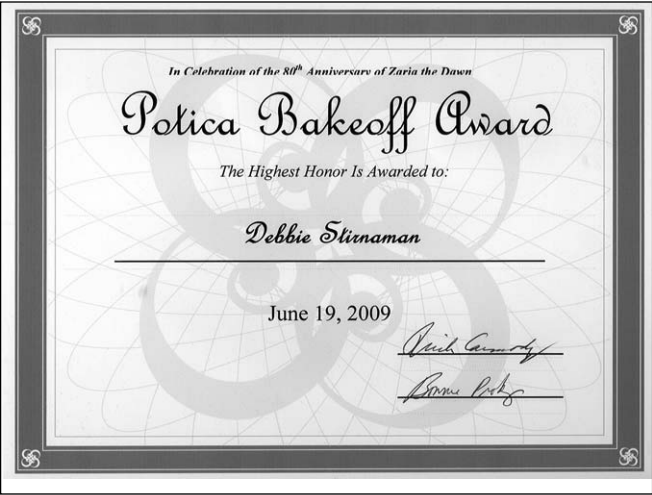 In Celebration of the 80th Anniversary of Zaria the Dawn
Potica Bakeoff Award
The Highest Honor Is Awarded to:
Debbie Stirnaman
June 19, 2009
Bonnie